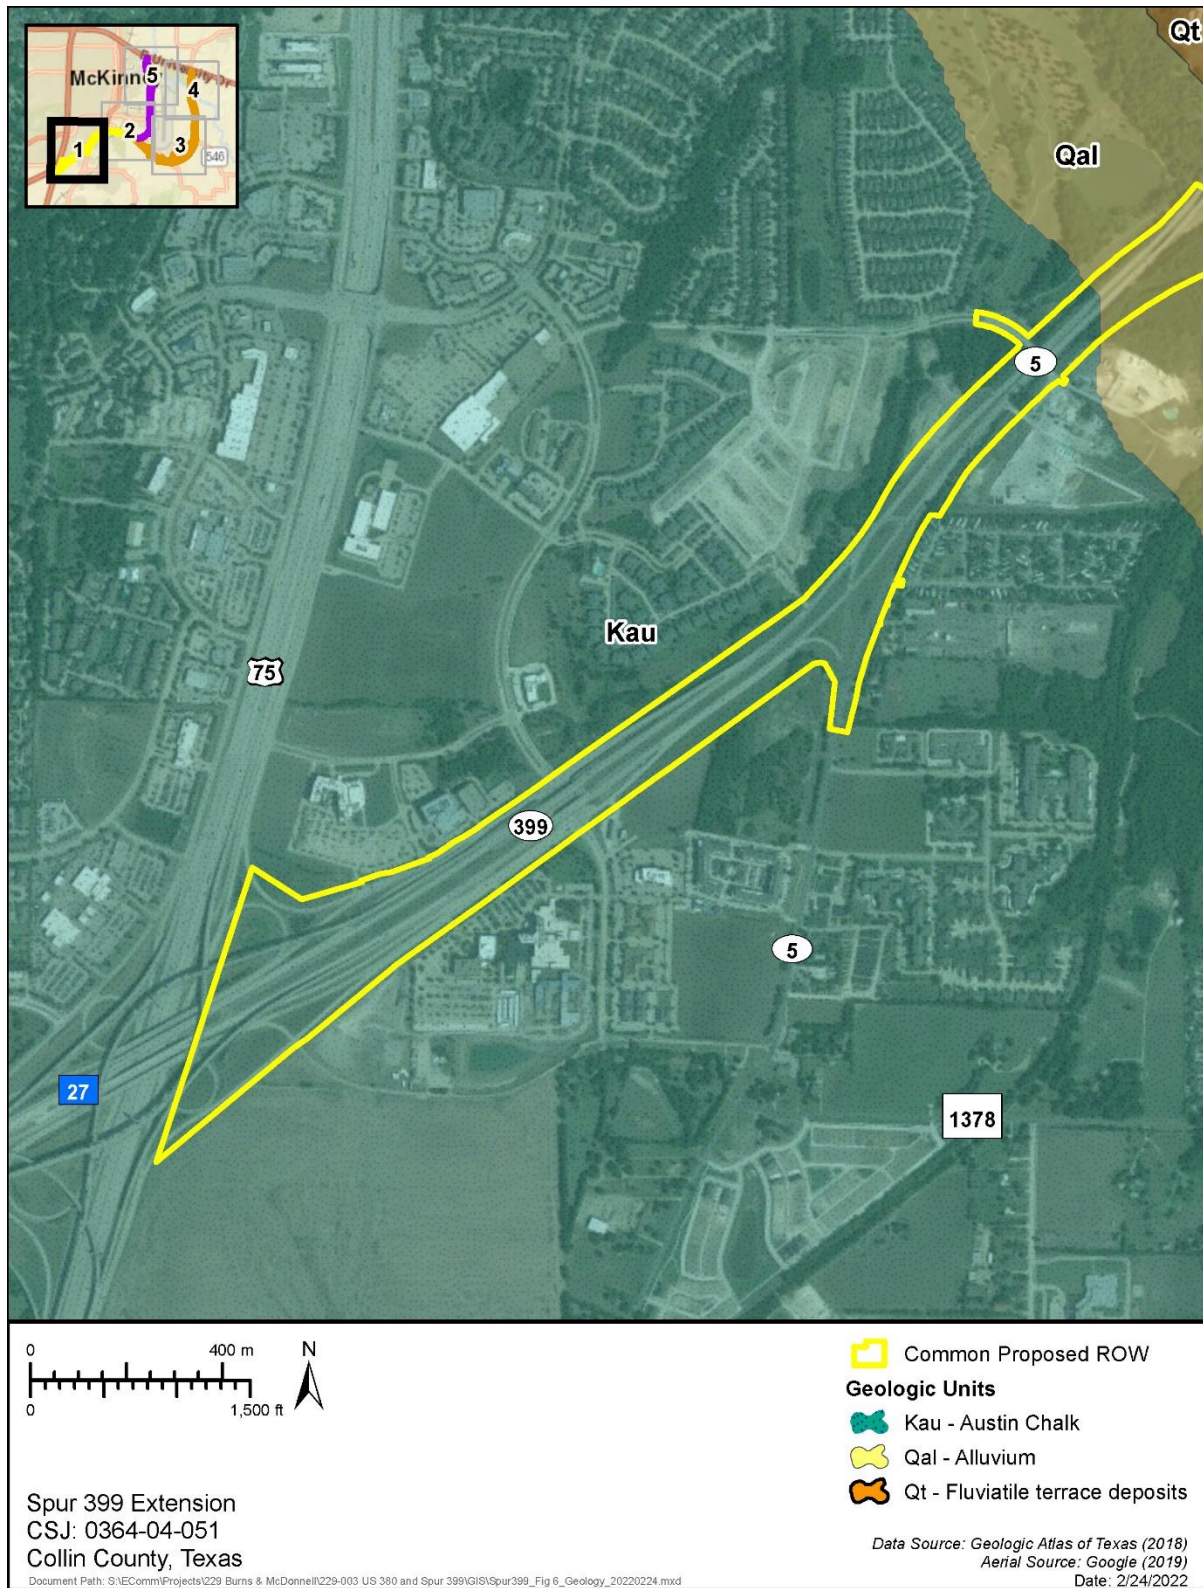 Qt
McKinney
5
4
1
2
3
546
Qal
5
Kau
75
399
5
27
1378
0 400 m
0 1,500 ft
N
Common Proposed ROW
Geologic Units
Kau - Austin Chalk
Qal - Alluvium
Qt - Fluviatile terrace deposits
Spur 399 Extension
CSJ: 0364-04-051
Collin County, Texas
Data Source: Geologic Atlas of Texas (2018)
Aerial Source: Google (2019)
Date: 2/24/2022
Document Path: S:\EComm\Projects\229 Burns & McDonnell\229-003 US 380 and Spur 399\GIS\Spur399_Fig 6_Geology_20220224.mxd